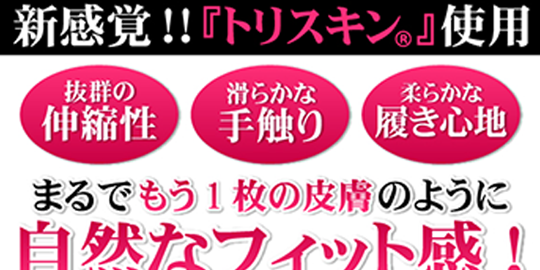 新感覚!!『トリスキン®』使用
抜群の 滑らかな 柔らかな
伸縮性 手触り 履き心地
まるでもう1枚の皮膚のように
自然なフィット感!